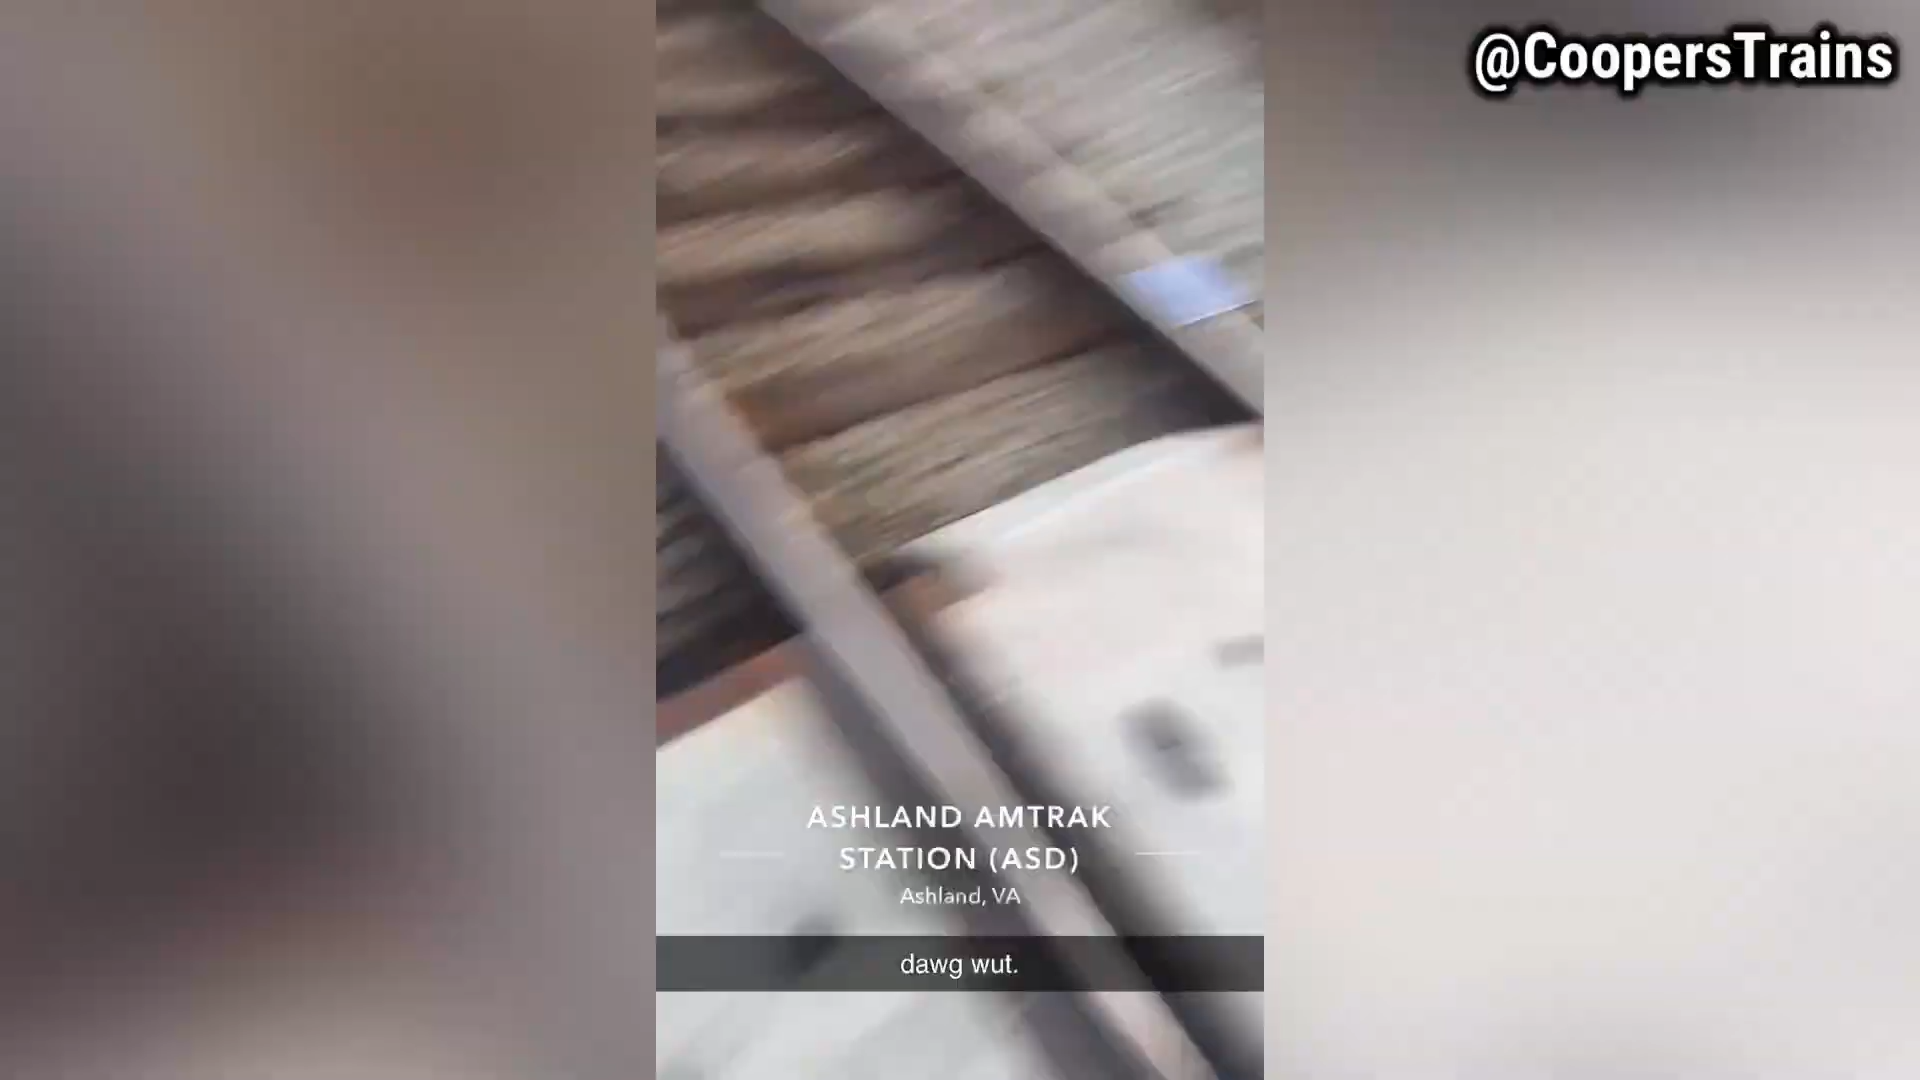 @CoopersTrains
ASHLAND AMTRAK
STATION (ASD)
Ashland, VA
dawg wut.